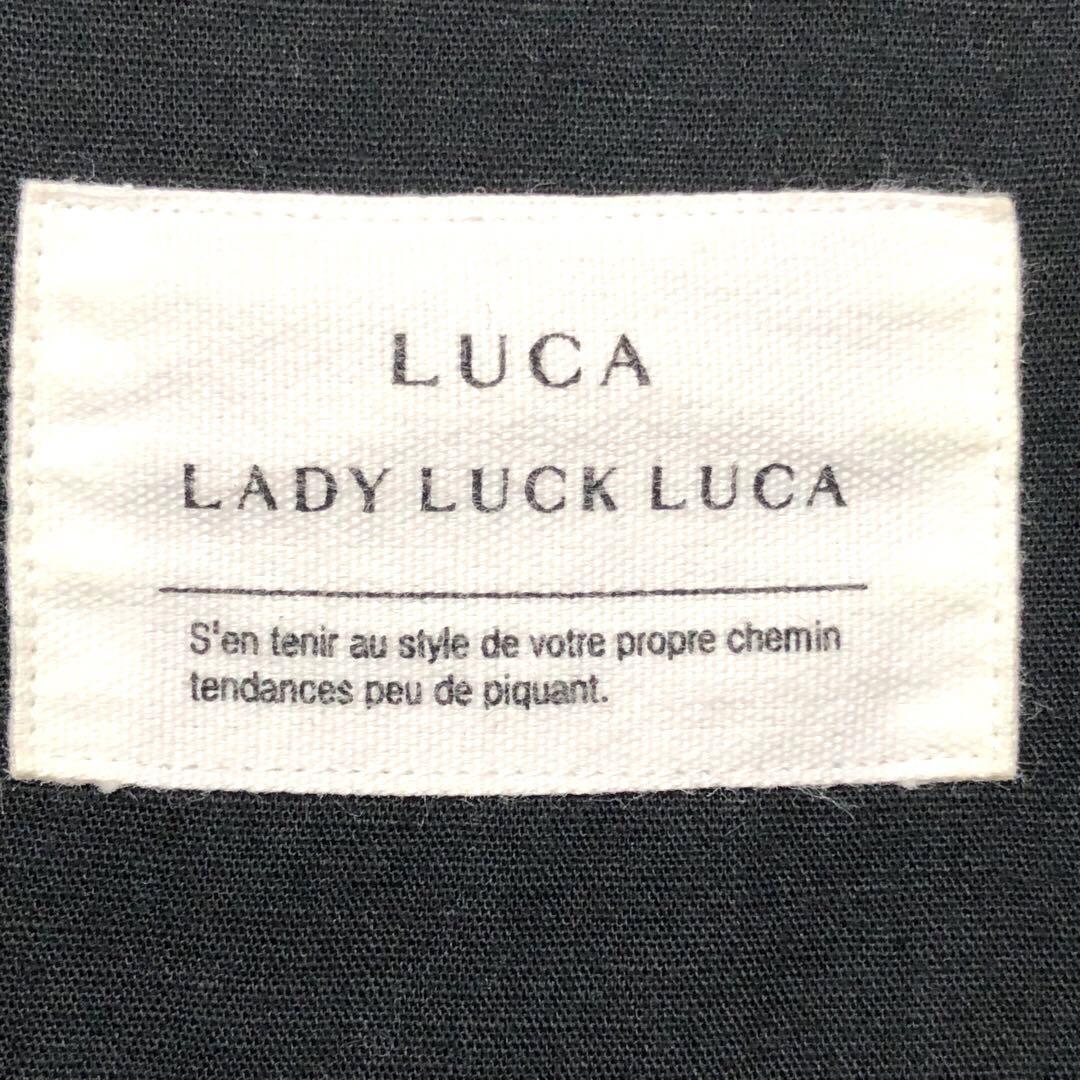 LUCA
LADY LUCK LUCA
S'en tenir au style de votre propre chemin
tendances peu de piquant.